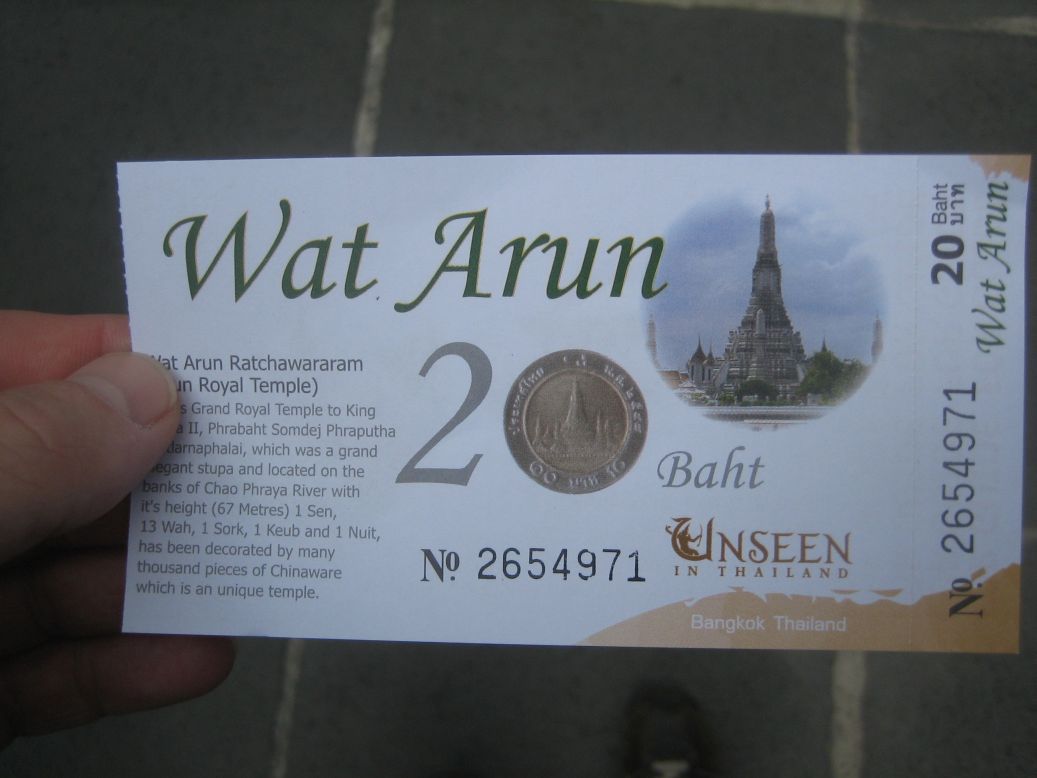 Wat Arun
at Arun Ratchawararam
un Royal Temple)
s Grand Royal Temple to King
a II, Phrabaht Somdej Phraputha
darnaphalai, which was a grand
egant stupa and located on the
banks of Chao Phraya River with
it's height (67 Metres) 1 Sen,
13 Wah, 1 Sork, 1 Keub and 1 Nuit,
has been decorated by many
thousand pieces of Chinaware
which is an unique temple.
20
Baht
Nº 2654971
UNSEEN
IN THAILAND
Bangkok Thailand
20 Baht บาท
Wat Arun
Nº 2654971